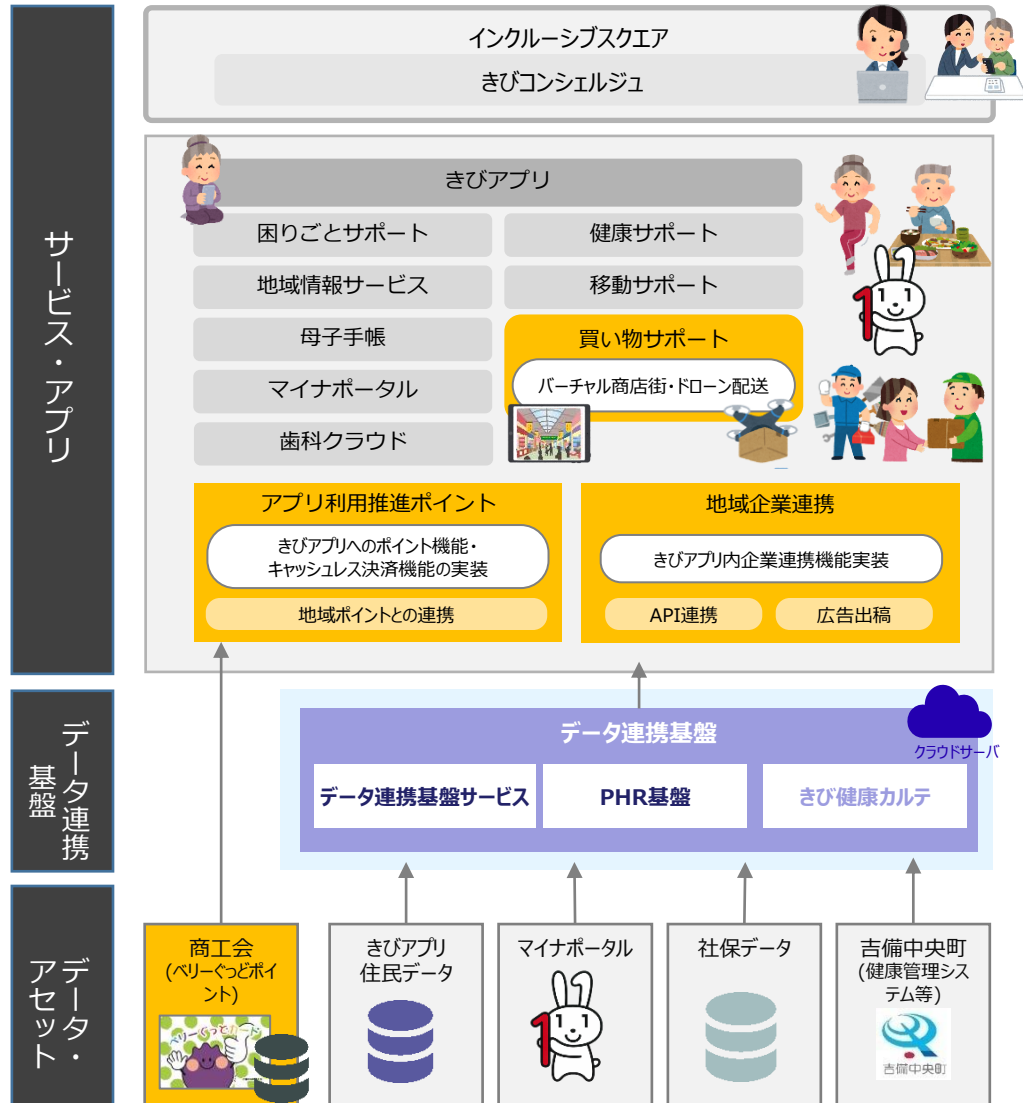 サービス・アプリ
インクルーシブスクエア
きびコンシェルジュ
きびアプリ
困りごとサポート
健康サポート
地域情報サービス
移動サポート
母子手帳
買い物サポート
マイナポータル
バーチャル商店街・ドローン配送
歯科クラウド
アプリ利用推進ポイント
きびアプリへのポイント機能・
キャッシュレス決済機能の実装
地域ポイントとの連携
地域企業連携
きびアプリ内企業連携機能実装
API連携
広告出稿
データ連携
基盤
データ連携基盤
クラウドサーバ
データ連携基盤サービス
PHR基盤
きび健康カルテ
データ・
アセット
商工会
(ベリーぐっどポイ
ント)
ベリーぐっどカード
きびアプリ
住民データ
マイナポータル
社保データ
吉備中央町
(健康管理シス
テム等)
吉備中央町